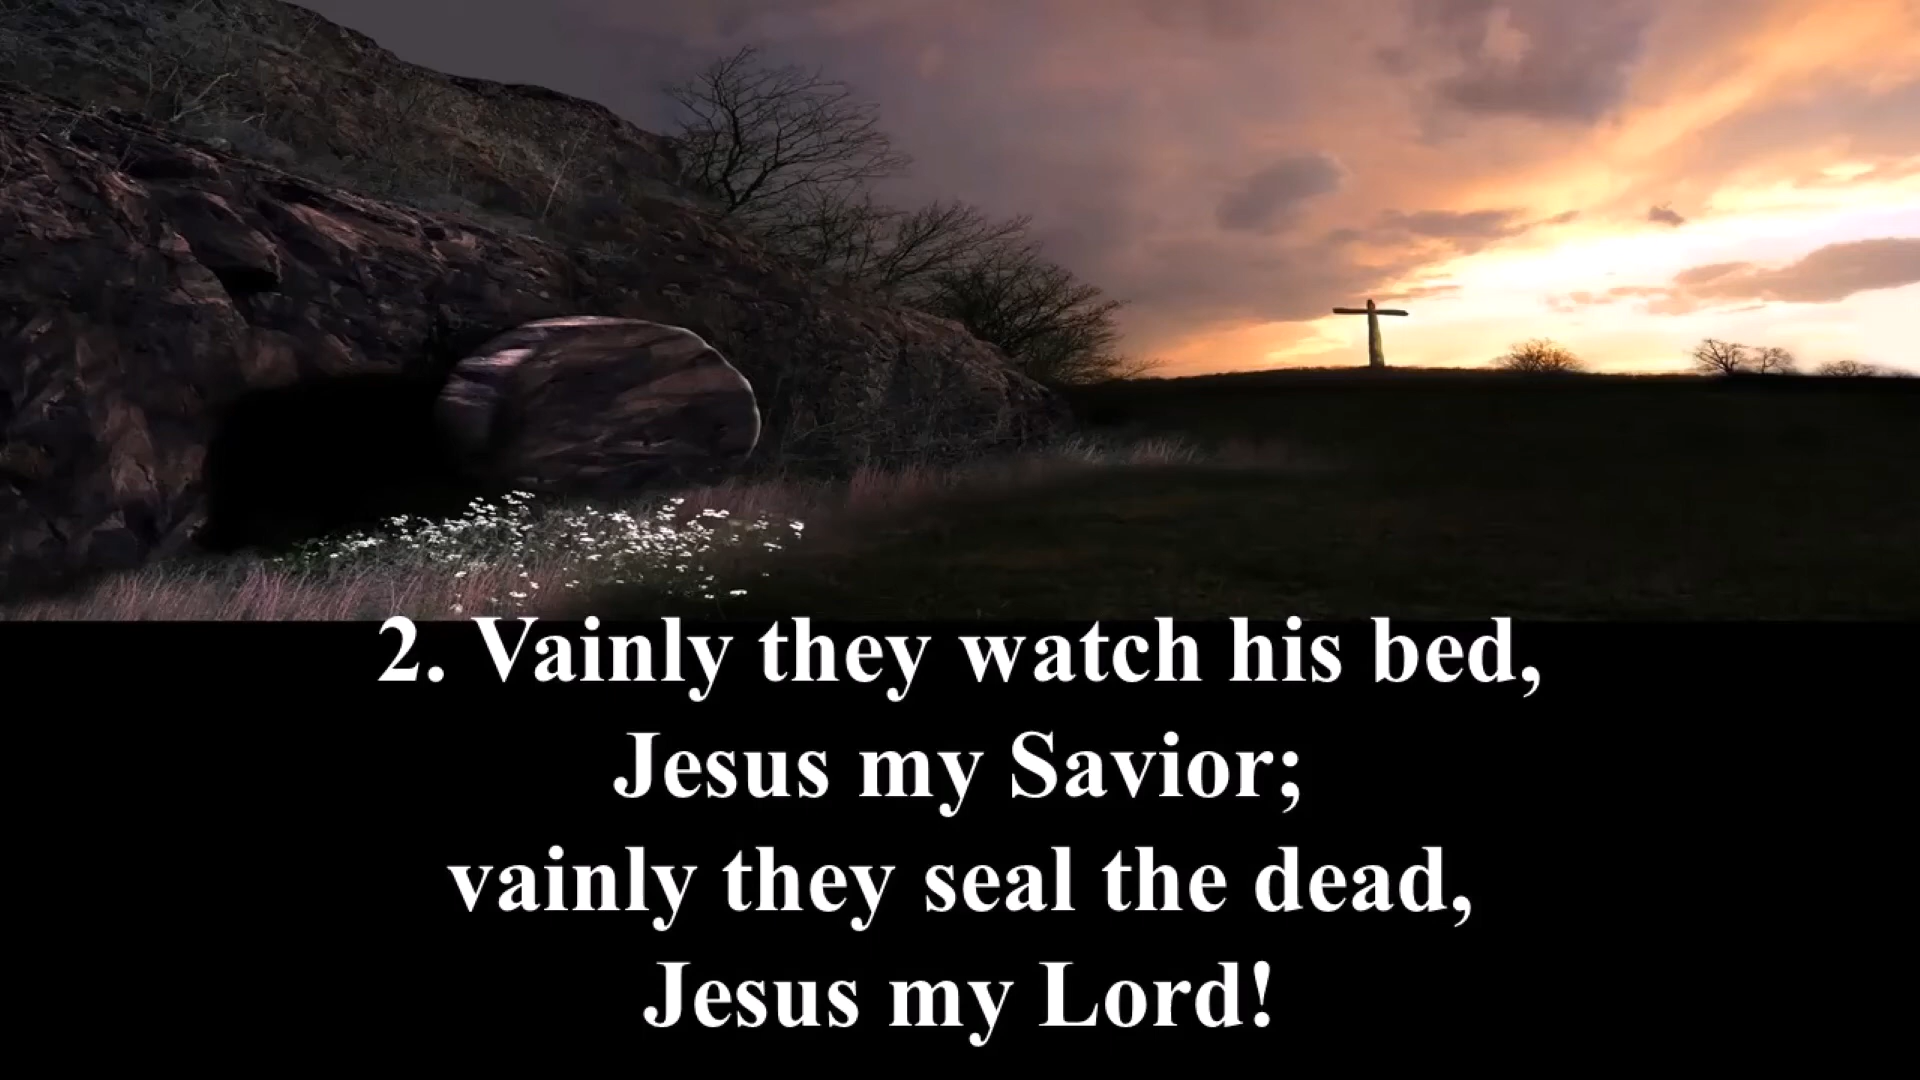 2. Vainly they watch his bed,
Jesus my Savior;
vainly they seal the dead,
Jesus my Lord!